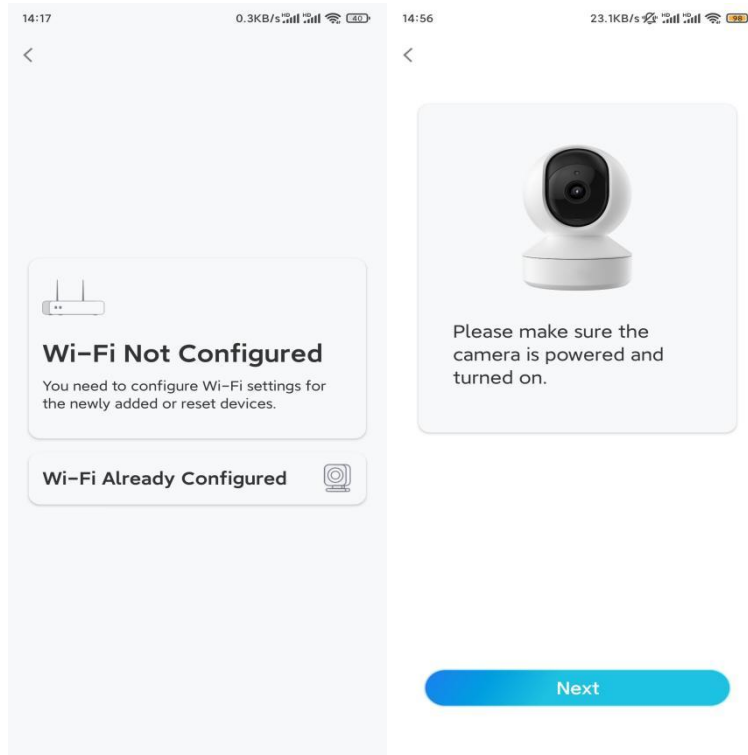 14:17
0.3KB/s
40
Wi-Fi Not Configured
You need to configure Wi-Fi settings for
the newly added or reset devices.
Wi-Fi Already Configured
14:56
23.1KB/s
98
Please make sure the
camera is powered and
turned on.
Next